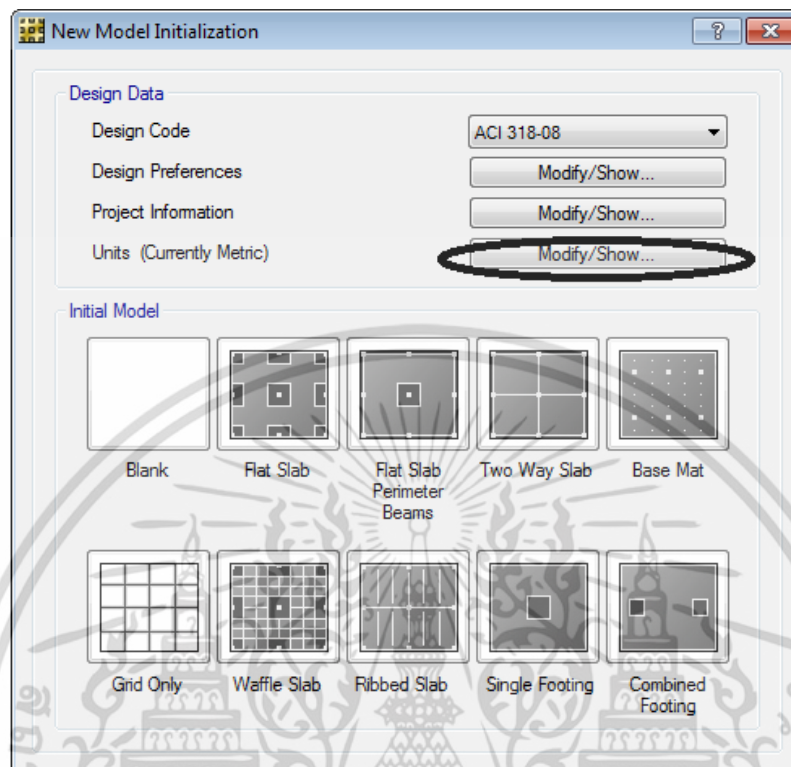 New Model Initialization
Design Data
Design Code ACI 318-08
Design Preferences Modify/Show...
Project Information Modify/Show...
Units (Currently Metric) Modify/Show...
Initial Model
Blank Flat Slab Flat Slab Perimeter Beams Two Way Slab Base Mat
Grid Only Waffle Slab Ribbed Slab Single Footing Combined Footing